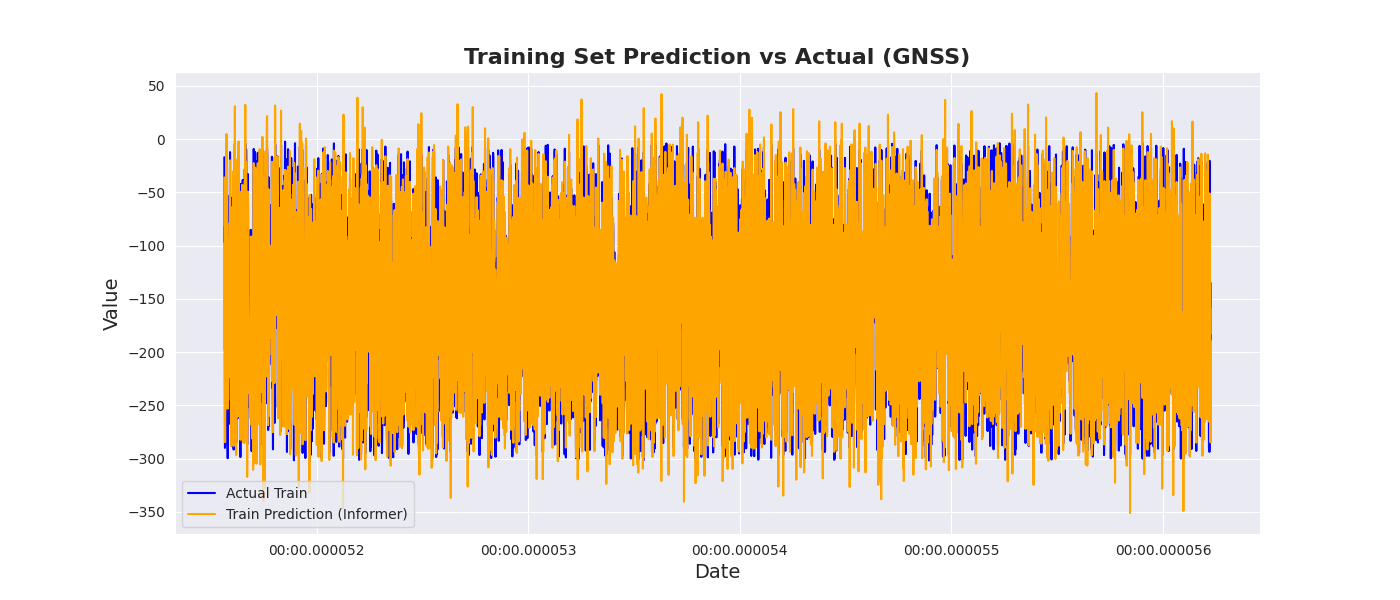 Training Set Prediction vs Actual (GNSS)
50
0
−50
−100
−150
−200
−250
−300
−350
Value
Actual Train
Train Prediction (Informer)
00:00.000052
00:00.000053
00:00.000054
00:00.000055
00:00.000056
Date